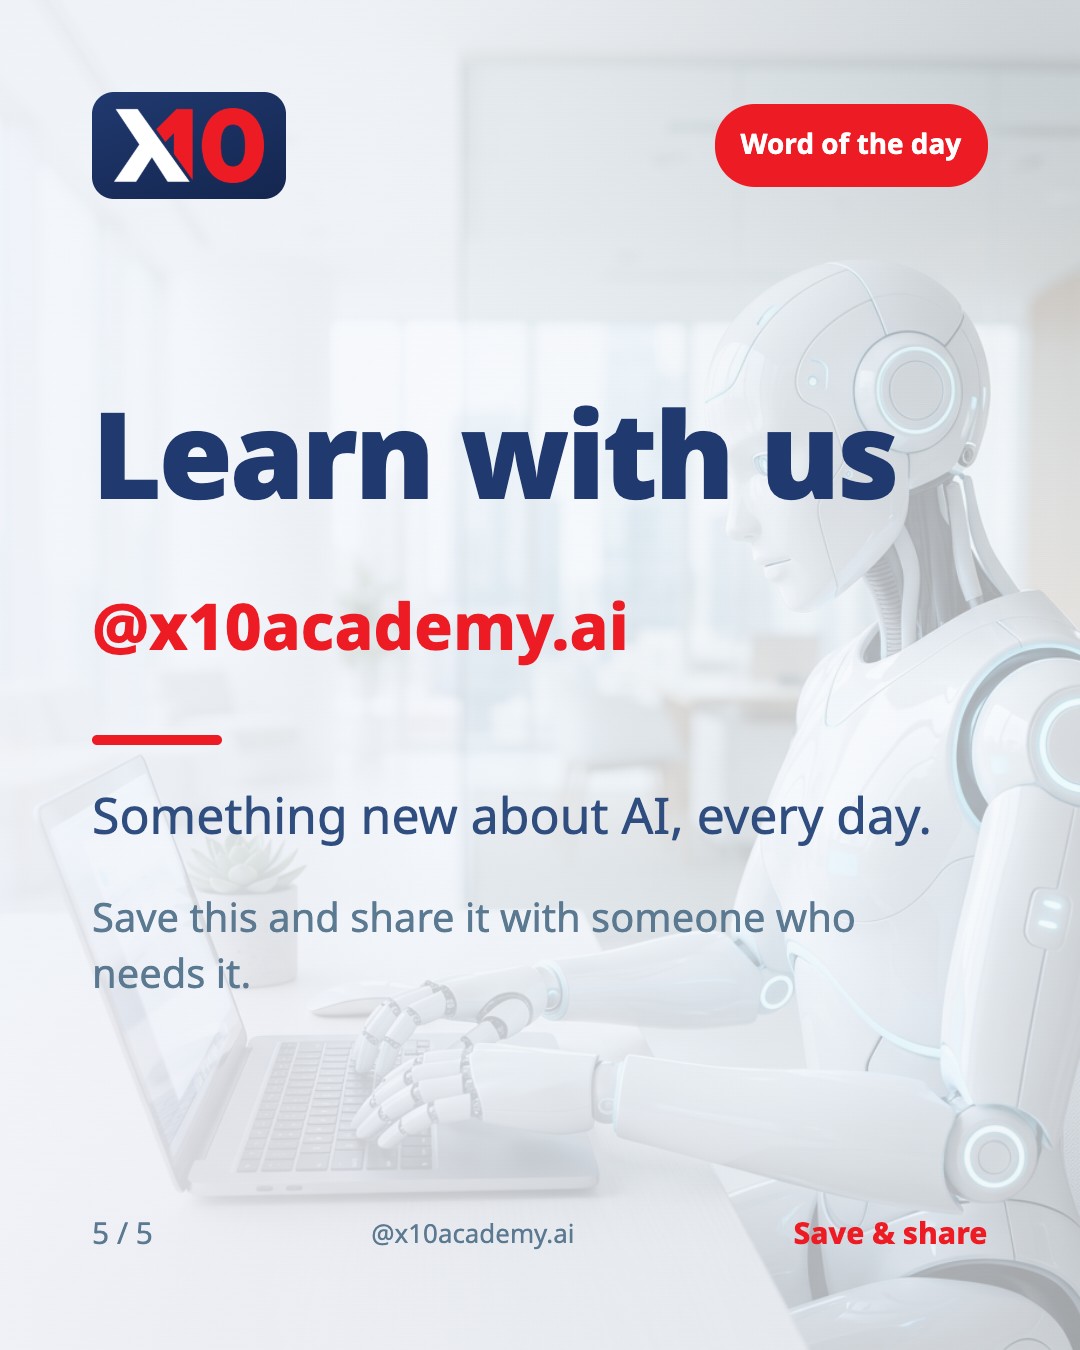 X10
Word of the day
Learn with us
@x10academy.ai
Something new about AI, every day.
Save this and share it with someone who
needs it.
5 / 5
@x10academy.ai
Save & share